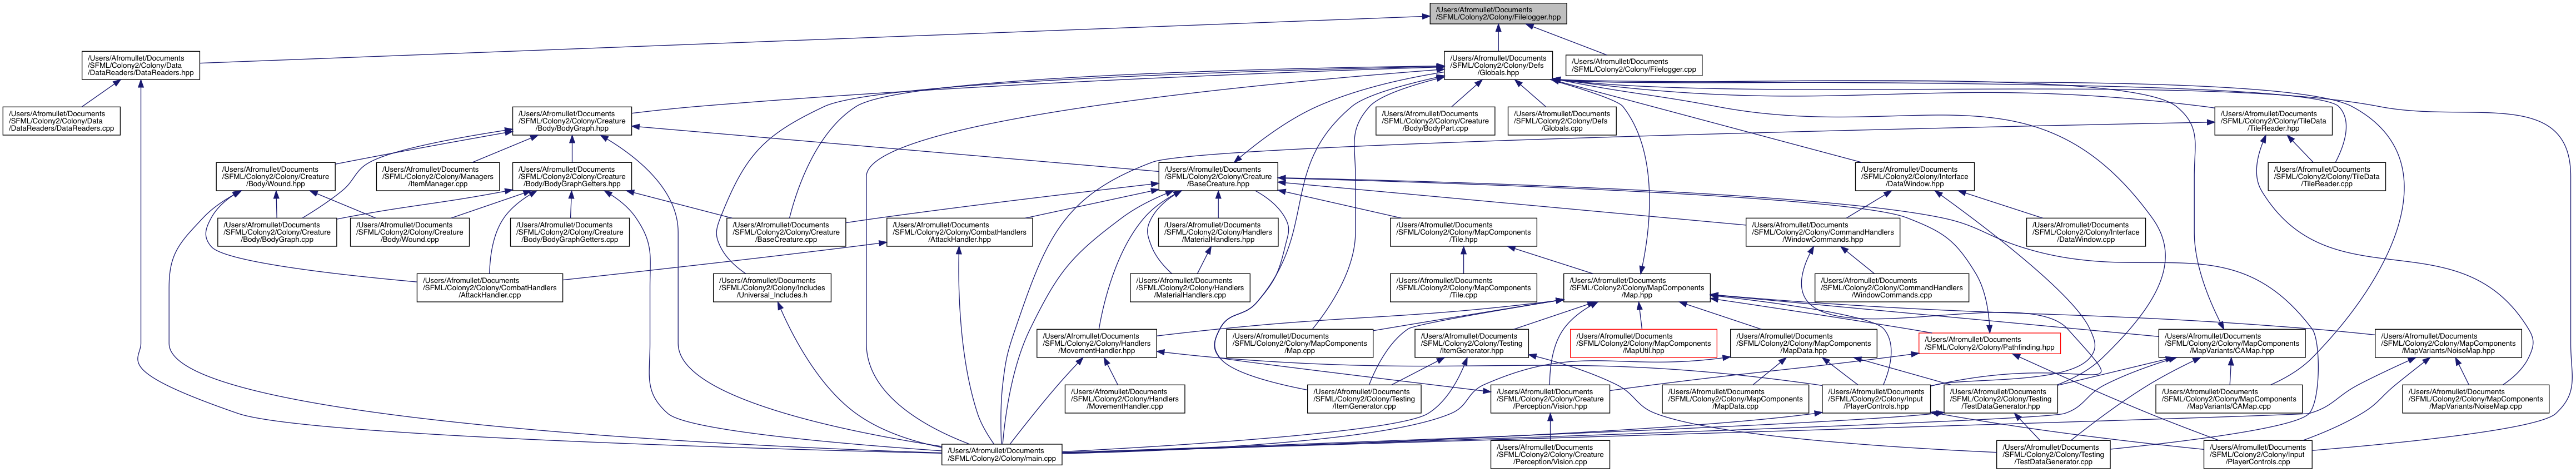 /Users/Afromullet/Documents
/SFML/Colony2/Colony/Filelogger.hpp
/Users/Afromullet/Documents
/SFML/Colony2/Colony/Data
/DataReaders/DataReaders.hpp
/Users/Afromullet/Documents
/SFML/Colony2/Colony/Defs
/Globals.hpp
/Users/Afromullet/Documents
/SFML/Colony2/Colony/Filelogger.cpp
/Users/Afromullet/Documents
/SFML/Colony2/Colony/Data
/DataReaders/DataReaders.cpp
/Users/Afromullet/Documents
/SFML/Colony2/Colony/Creature
/Body/BodyGraph.hpp
/Users/Afromullet/Documents
/SFML/Colony2/Colony/Creature
/Body/BodyPart.cpp
/Users/Afromullet/Documents
/SFML/Colony2/Colony/Defs
/Globals.cpp
/Users/Afromullet/Documents
/SFML/Colony2/Colony/TileData
/TileReader.hpp
/Users/Afromullet/Documents
/SFML/Colony2/Colony/Creature
/Body/Wound.hpp
/Users/Afromullet/Documents
/SFML/Colony2/Colony/Managers
/ItemManager.cpp
/Users/Afromullet/Documents
/SFML/Colony2/Colony/Creature
/Body/BodyGraphGetters.hpp
/Users/Afromullet/Documents
/SFML/Colony2/Colony/Creature
/BaseCreature.hpp
/Users/Afromullet/Documents
/SFML/Colony2/Colony/Interface
/DataWindow.hpp
/Users/Afromullet/Documents
/SFML/Colony2/Colony/TileData
/TileReader.cpp
/Users/Afromullet/Documents
/SFML/Colony2/Colony/Creature
/Body/BodyGraph.cpp
/Users/Afromullet/Documents
/SFML/Colony2/Colony/Creature
/Body/Wound.cpp
/Users/Afromullet/Documents
/SFML/Colony2/Colony/Creature
/Body/BodyGraphGetters.cpp
/Users/Afromullet/Documents
/SFML/Colony2/Colony/Creature
/BaseCreature.cpp
/Users/Afromullet/Documents
/SFML/Colony2/Colony/CombatHandlers
/AttackHandler.hpp
/Users/Afromullet/Documents
/SFML/Colony2/Colony/Handlers
/MaterialHandlers.hpp
/Users/Afromullet/Documents
/SFML/Colony2/Colony/MapComponents
/Tile.hpp
/Users/Afromullet/Documents
/SFML/Colony2/Colony/CommandHandlers
/WindowCommands.hpp
/Users/Afromullet/Documents
/SFML/Colony2/Colony/Interface
/DataWindow.cpp
/Users/Afromullet/Documents
/SFML/Colony2/Colony/CombatHandlers
/AttackHandler.cpp
/Users/Afromullet/Documents
/SFML/Colony2/Colony/Includes
/Universal_Includes.h
/Users/Afromullet/Documents
/SFML/Colony2/Colony/Handlers
/MaterialHandlers.cpp
/Users/Afromullet/Documents
/SFML/Colony2/Colony/MapComponents
/Tile.cpp
/Users/Afromullet/Documents
/SFML/Colony2/Colony/MapComponents
/Map.hpp
/Users/Afromullet/Documents
/SFML/Colony2/Colony/CommandHandlers
/WindowCommands.cpp
/Users/Afromullet/Documents
/SFML/Colony2/Colony/Handlers
/MovementHandler.hpp
/Users/Afromullet/Documents
/SFML/Colony2/Colony/MapComponents
/Map.cpp
/Users/Afromullet/Documents
/SFML/Colony2/Colony/Testing
/ItemGenerator.hpp
/Users/Afromullet/Documents
/SFML/Colony2/Colony/MapComponents
/MapUtil.hpp
/Users/Afromullet/Documents
/SFML/Colony2/Colony/MapComponents
/MapData.hpp
/Users/Afromullet/Documents
/SFML/Colony2/Colony/Pathfinding.hpp
/Users/Afromullet/Documents
/SFML/Colony2/Colony/MapComponents
/MapVariants/CAMap.hpp
/Users/Afromullet/Documents
/SFML/Colony2/Colony/MapComponents
/MapVariants/NoiseMap.hpp
/Users/Afromullet/Documents
/SFML/Colony2/Colony/Handlers
/MovementHandler.cpp
/Users/Afromullet/Documents
/SFML/Colony2/Colony/Testing
/ItemGenerator.cpp
/Users/Afromullet/Documents
/SFML/Colony2/Colony/Creature
/Perception/Vision.hpp
/Users/Afromullet/Documents
/SFML/Colony2/Colony/MapComponents
/MapData.cpp
/Users/Afromullet/Documents
/SFML/Colony2/Colony/Input
/PlayerControls.hpp
/Users/Afromullet/Documents
/SFML/Colony2/Colony/Testing
/TestDataGenerator.hpp
/Users/Afromullet/Documents
/SFML/Colony2/Colony/MapComponents
/MapVariants/CAMap.cpp
/Users/Afromullet/Documents
/SFML/Colony2/Colony/MapComponents
/MapVariants/NoiseMap.cpp
/Users/Afromullet/Documents
/SFML/Colony2/Colony/main.cpp
/Users/Afromullet/Documents
/SFML/Colony2/Colony/Creature
/Perception/Vision.cpp
/Users/Afromullet/Documents
/SFML/Colony2/Colony/Testing
/TestDataGenerator.cpp
/Users/Afromullet/Documents
/SFML/Colony2/Colony/Input
/PlayerControls.cpp